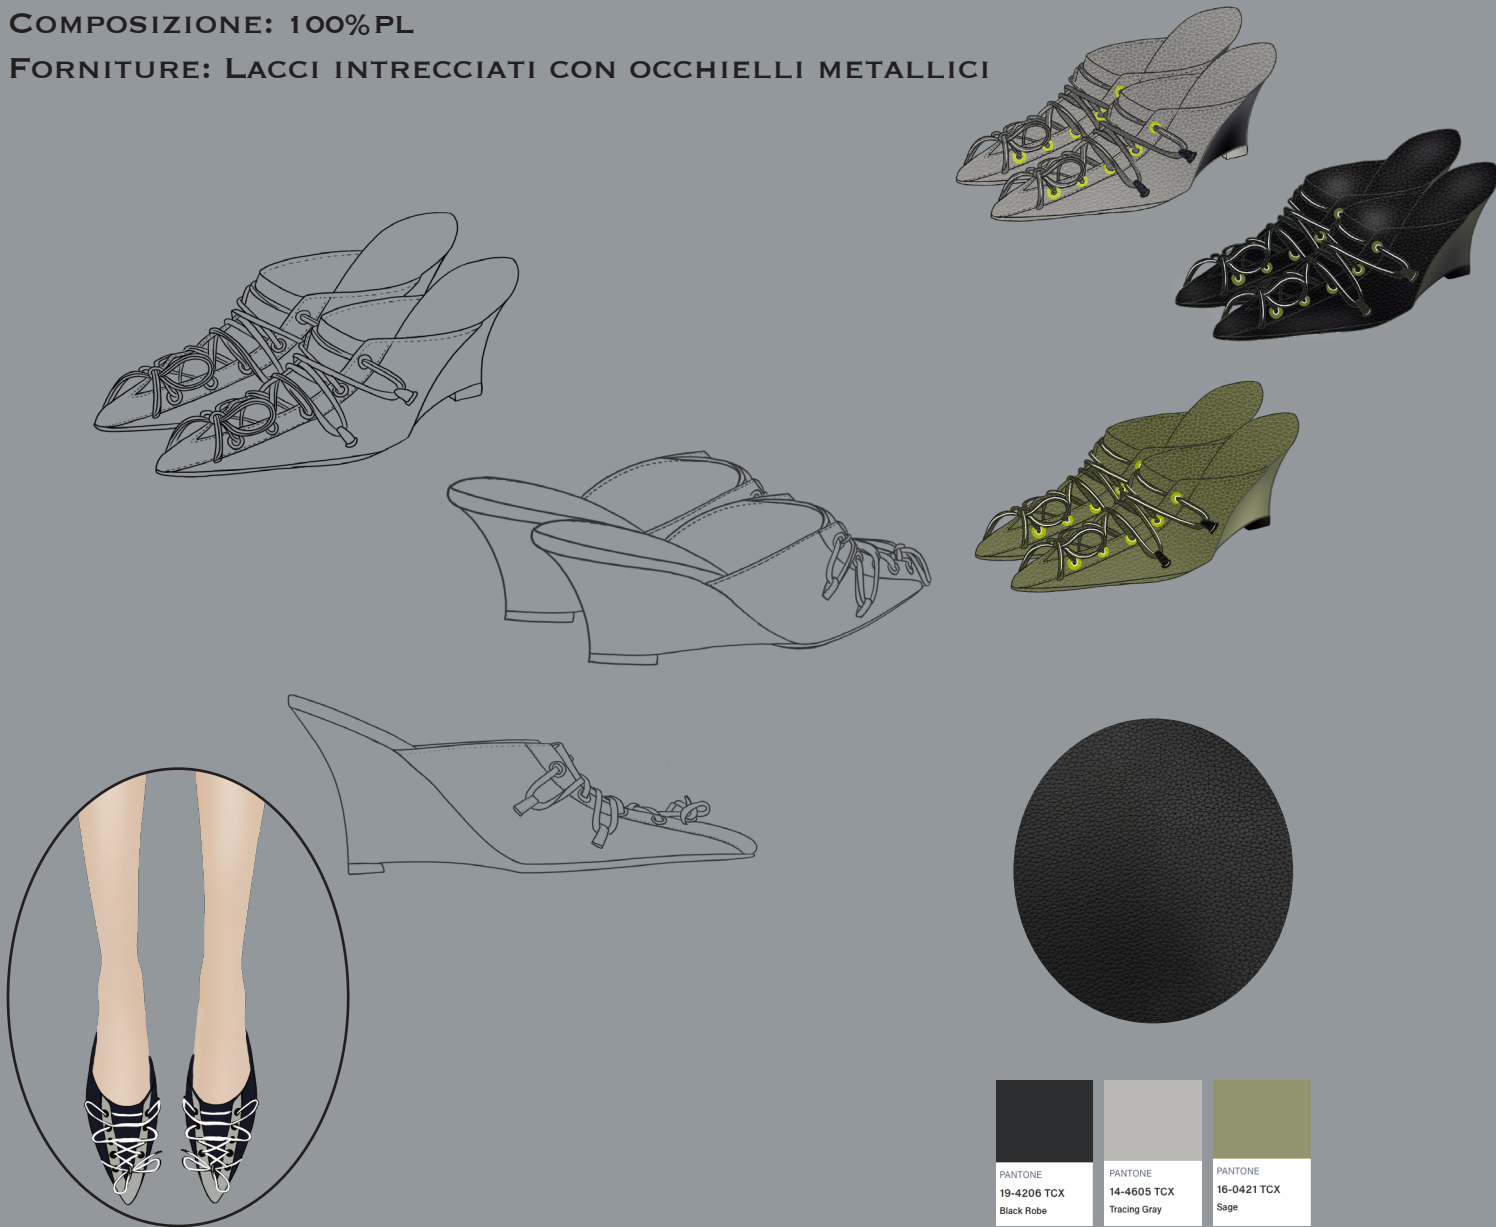 COMPOSIZIONE: 100%PL
FORNITURE: LACCI INTRECCIATI CON OCCHIELLI METALLICI
PANTONE
19-4206 TCX
Black Robe
PANTONE
14-4605 TCX
Tracing Gray
PANTONE
16-0421 TCX
Sage